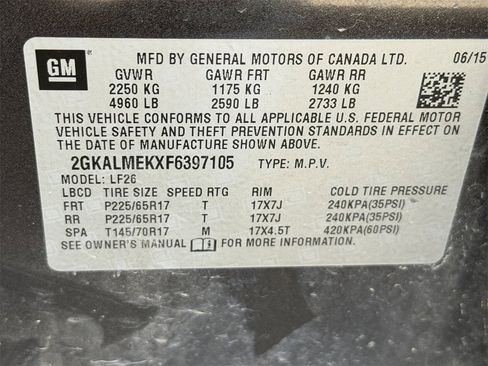 GM
MFD BY GENERAL MOTORS OF CANADA LTD. 06/15
GVWR GAWR FRT GAWR RR
2250 KG 1175 KG 1240 KG
4960 LB 2590 LB 2733 LB
THIS VEHICLE CONFORMS TO ALL APPLICABLE U.S. FEDERAL MOTOR
VEHICLE SAFETY AND THEFT PREVENTION STANDARDS IN EFFECT ON
THE DATE OF MANUFACTURE SHOWN ABOVE.
2GKALMEKXF6397105 TYPE: M.P.V.
MODEL: LF26
LBCD TIRE SIZE SPEED RTG RIM COLD TIRE PRESSURE
FRT P225/65R17 T 17X7J 240KPA(35PSI)
RR P225/65R17 T 17X7J 240KPA(35PSI)
SPA T145/70R17 M 17X4.5T 420KPA(60PSI)
SEE OWNER'S MANUAL FOR MORE INFORMATION